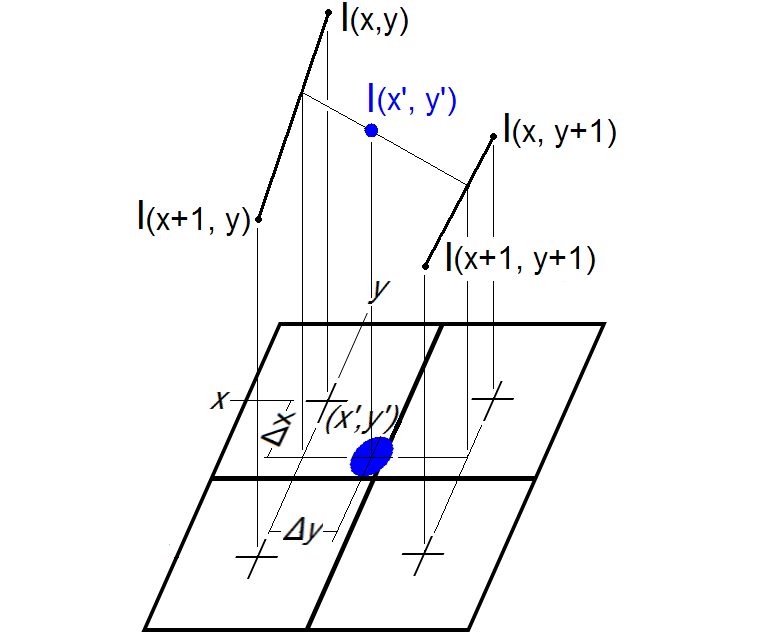 I(x,y)
I(x', y')
I(x, y+1)
I(x+1, y)
I(x+1, y+1)
y
x
(x',y')
Δx
Δy